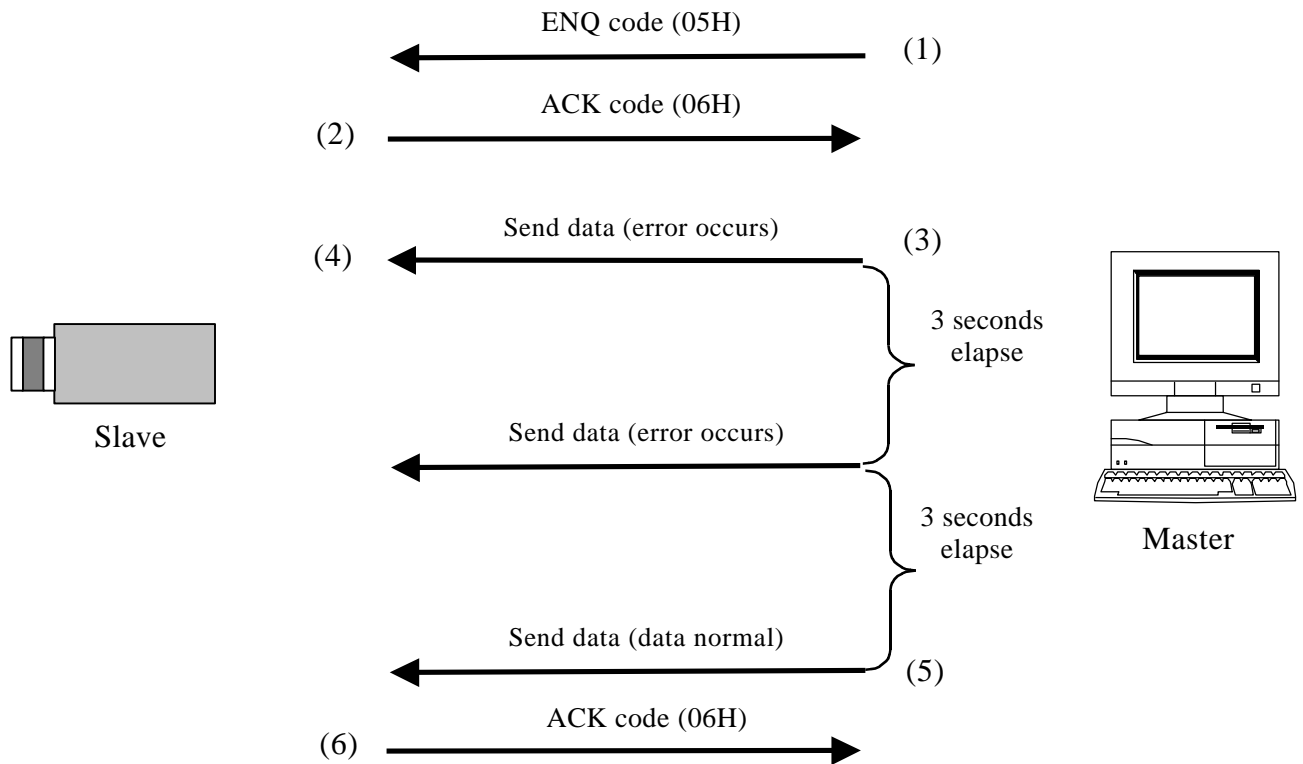 ENQ code (05H)
(1)
ACK code (06H)
(2)
Send data (error occurs)
(3)
(4)
3 seconds
elapse
Slave
Send data (error occurs)
3 seconds
elapse
Master
Send data (data normal)
(5)
ACK code (06H)
(6)